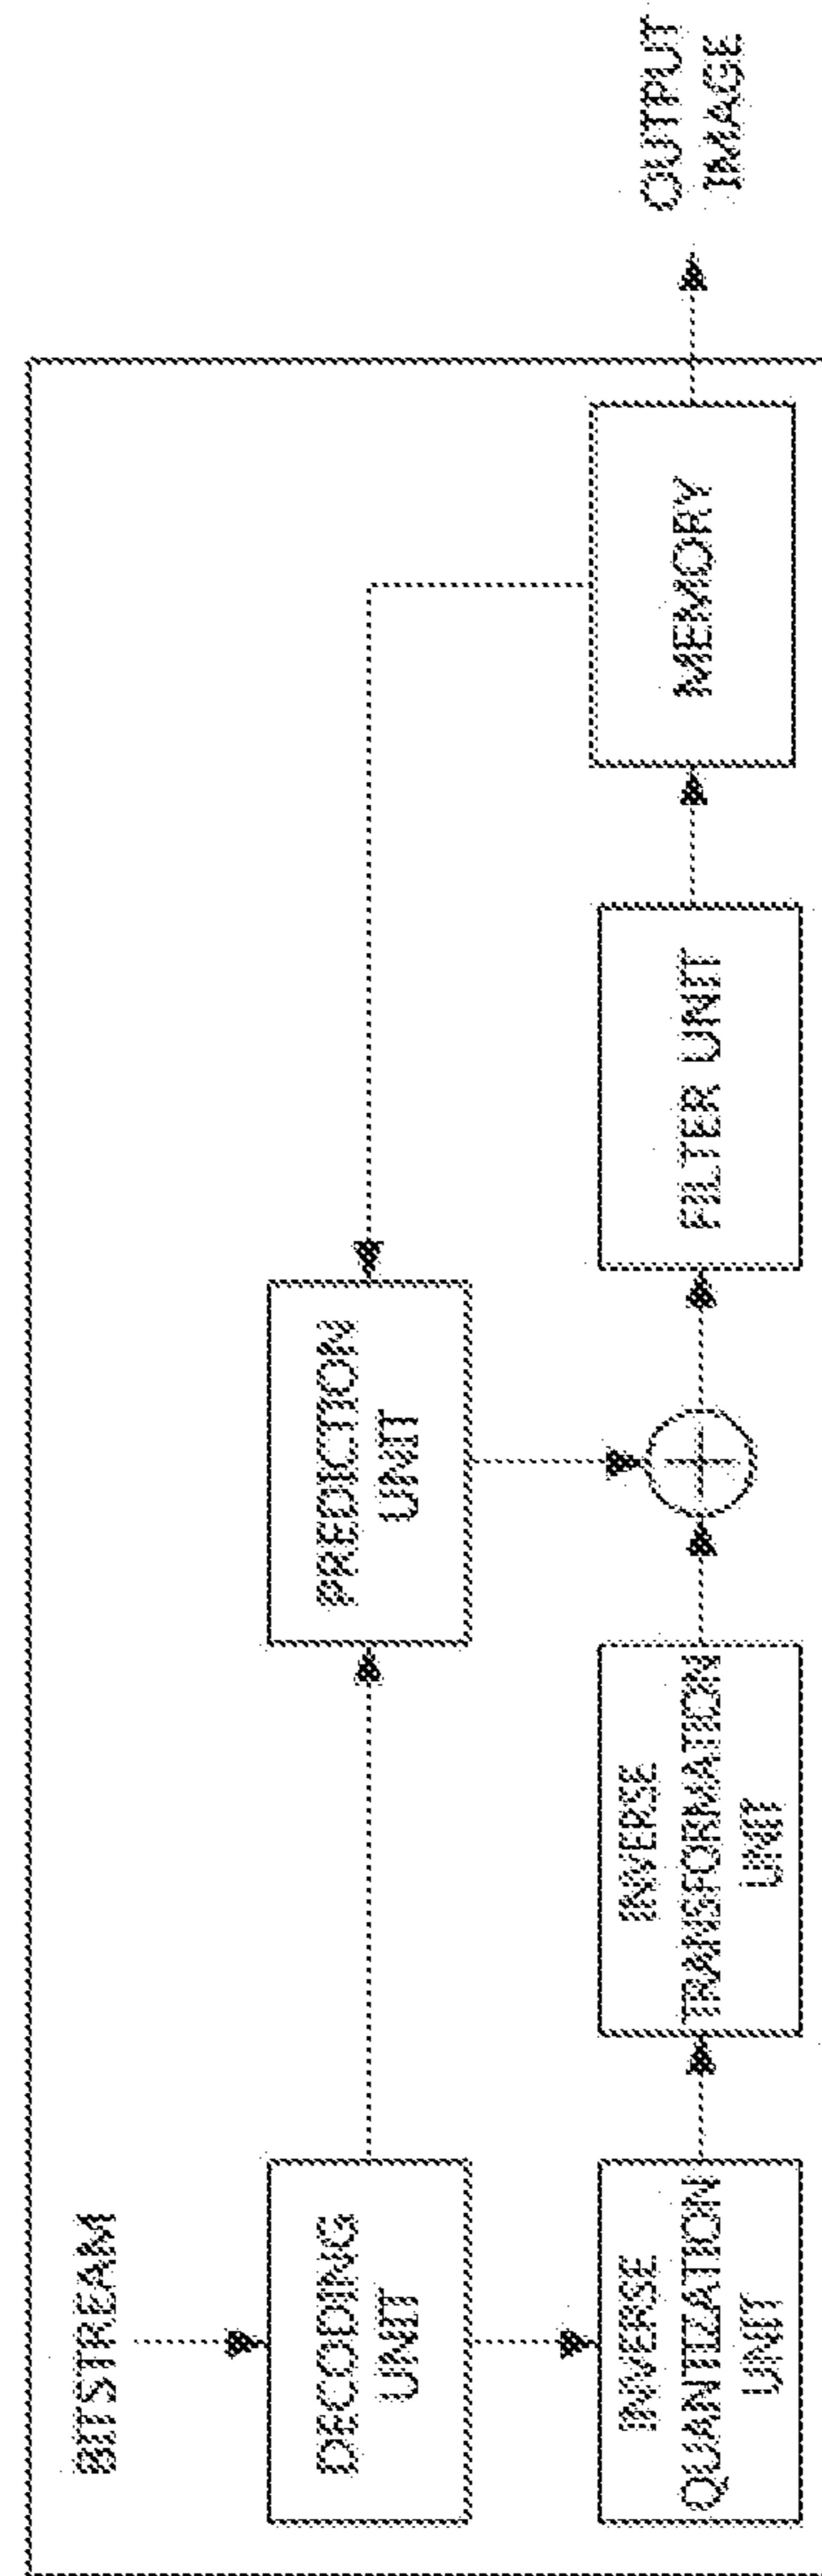 BITSTREAM
DECODING
UNIT
PREDICTION
UNIT
INVERSE
QUANTIZATION
UNIT
INVERSE
TRANSFORMATION
UNIT
FILTER UNIT
MEMORY
OUTPUT
IMAGE